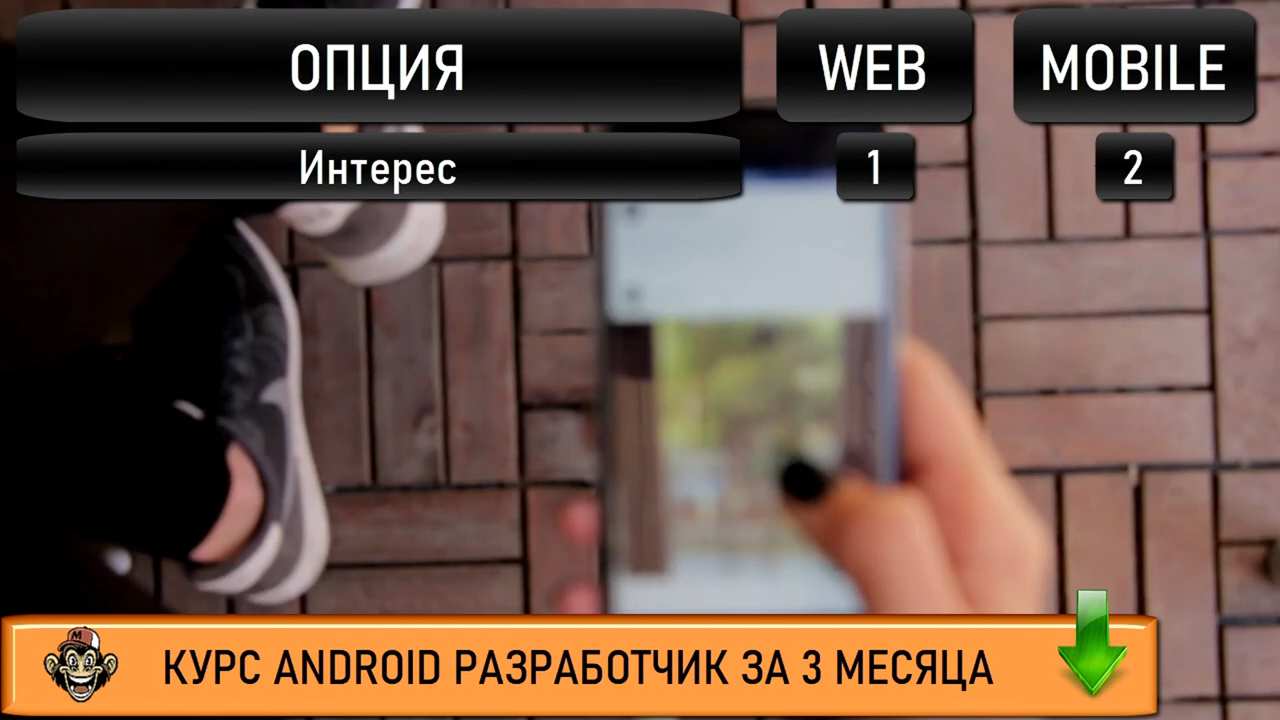 ОПЦИЯ WEB MOBILE
Интерес 1 2
M
КУРС ANDROID РАЗРАБОТЧИК ЗА 3 МЕСЯЦА